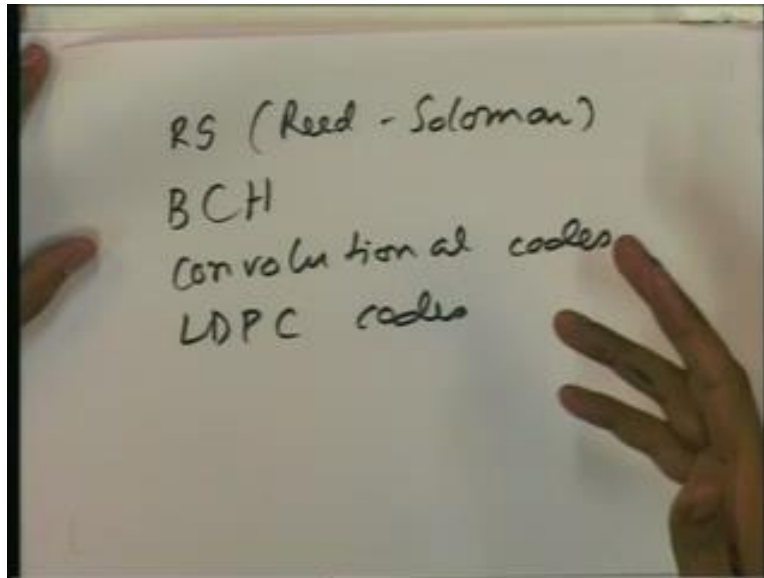 RS (Reed - Soloman)
BCH
convolutional codes
LDPC codes